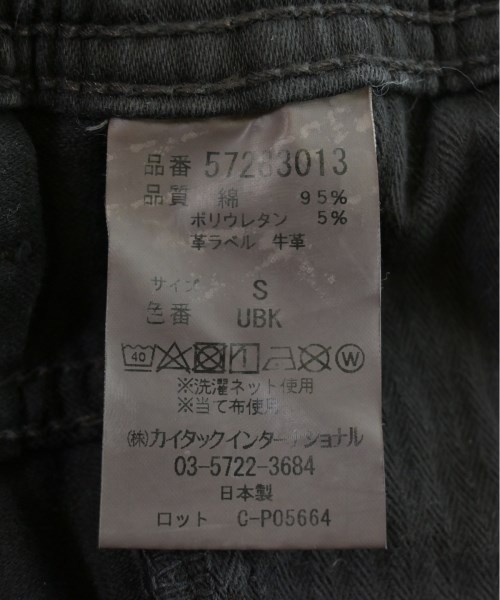 品番 57283013
品質 綿 95%
ポリウレタン 5%
革ラベル 牛革
サイズ S
色番 UBK
40 W
※洗濯ネット使用
※当て布使用
㈱カイタックインターナショナル
03-5722-3684
日本製
ロット C-P05664